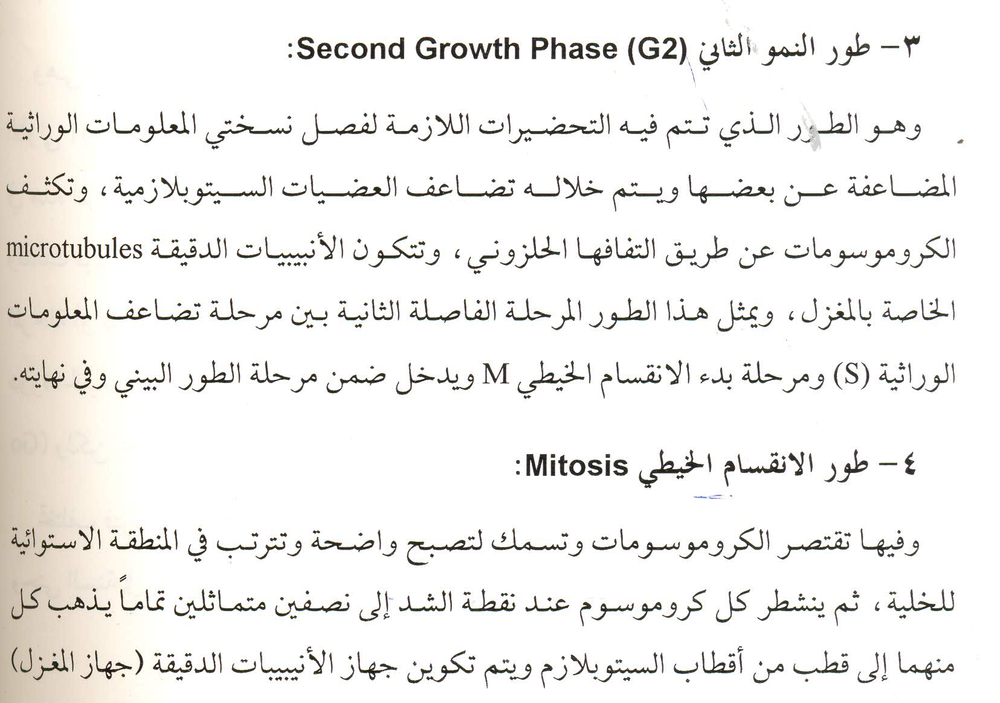 ٣- طور النمو الثاني Second Growth Phase (G2):
وهو الطور الذي تتم فيه التحضيرات اللازمة لفصل نسختي المعلومات الوراثية
المضاعفة عن بعضها ويتم خلاله تضاعف العضيات السيتوبلازمية، وتكثف
الكروموسومات عن طريق التفافها الحلزوني، وتتكون الأنبيبيات الدقيقة microtubules
الخاصة بالمغزل، ويمثل هذا الطور المرحلة الفاصلة الثانية بين مرحلة تضاعف المعلومات
الوراثية (S) ومرحلة بدء الانقسام الخيطي M ويدخل ضمن مرحلة الطور البيني وفي نهايته.
٤- طور الانقسام الخيطي Mitosis:
وفيها تقتصر الكروموسومات وتسمك لتصبح واضحة وتترتب في المنطقة الاستوائية
للخلية، ثم ينشطر كل كروموسوم عند نقطة الشد إلى نصفين متماثلين تماماً يذهب كل
منهما إلى قطب من أقطاب السيتوبلازم ويتم تكوين جهاز الأنيبيبات الدقيقة (جهاز المغزل)